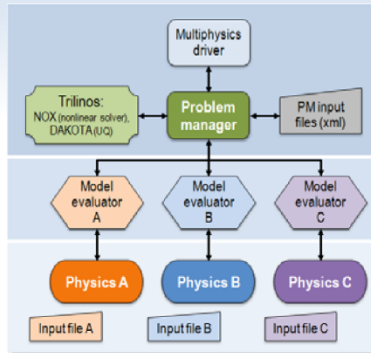 Multiphysics
driver
Trilinos:
NOX (nonlinear solver),
DAKOTA (UQ)
Problem
manager
PM input
files (xml)
Model
evaluator
A
Model
evaluator
B
Model
evaluator
C
Physics A
Physics B
Physics C
Input file A
Input file B
Input file C